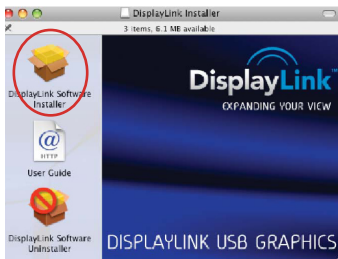 DisplayLink Installer
3 items, 6.1 MB available
DisplayLink Software
Installer
HTTP
User Guide
DisplayLink Software
Uninstaller
DisplayLink™
EXPANDING YOUR VIEW
DISPLAYLINK USB GRAPHICS